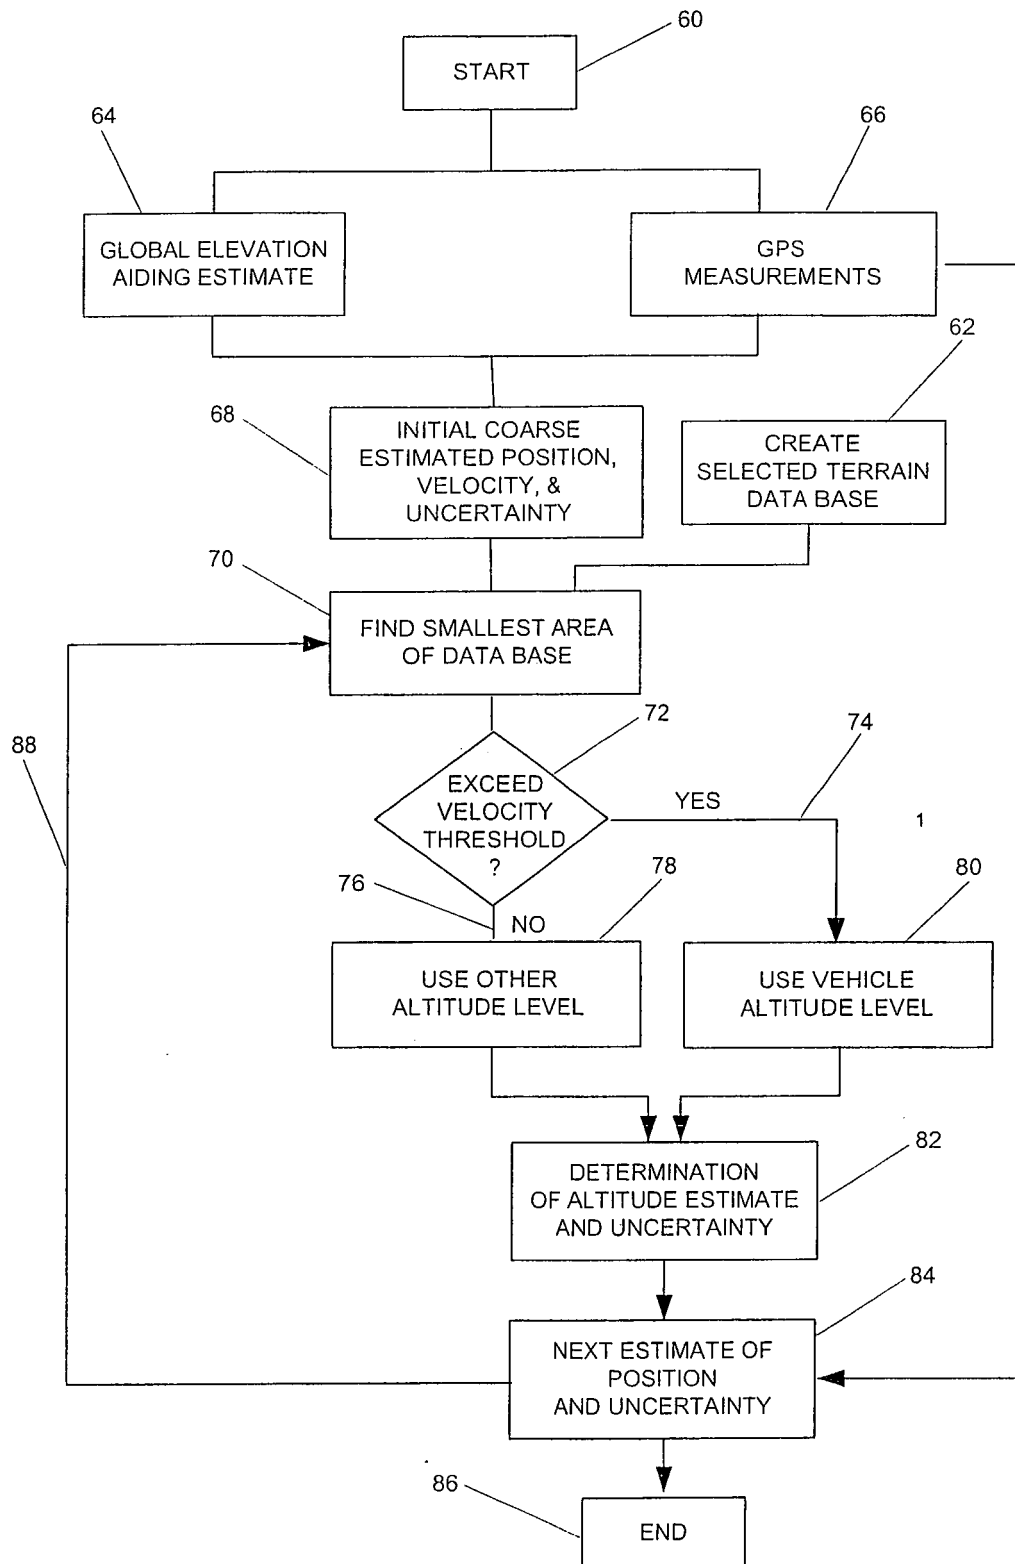 60
START
64
66
GLOBAL ELEVATION
AIDING ESTIMATE
GPS
MEASUREMENTS
62
68
INITIAL COARSE
ESTIMATED POSITION,
VELOCITY, &
UNCERTAINTY
CREATE
SELECTED TERRAIN
DATA BASE
70
FIND SMALLEST AREA
OF DATA BASE
72
74
88
EXCEED
VELOCITY
THRESHOLD
?
YES
1
76
NO
78
80
USE OTHER
ALTITUDE LEVEL
USE VEHICLE
ALTITUDE LEVEL
82
DETERMINATION
OF ALTITUDE ESTIMATE
AND UNCERTAINTY
84
NEXT ESTIMATE OF
POSITION
AND UNCERTAINTY
86
END